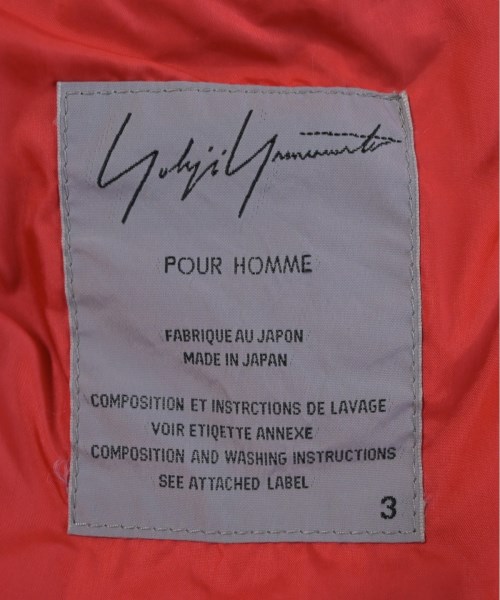 Yohji Yamamoto
POUR HOMME
FABRIQUE AU JAPON
MADE IN JAPAN
COMPOSITION ET INSTRCTIONS DE LAVAGE
VOIR ETIQETTE ANNEXE
COMPOSITION AND WASHING INSTRUCTIONS
SEE ATTACHED LABEL
3